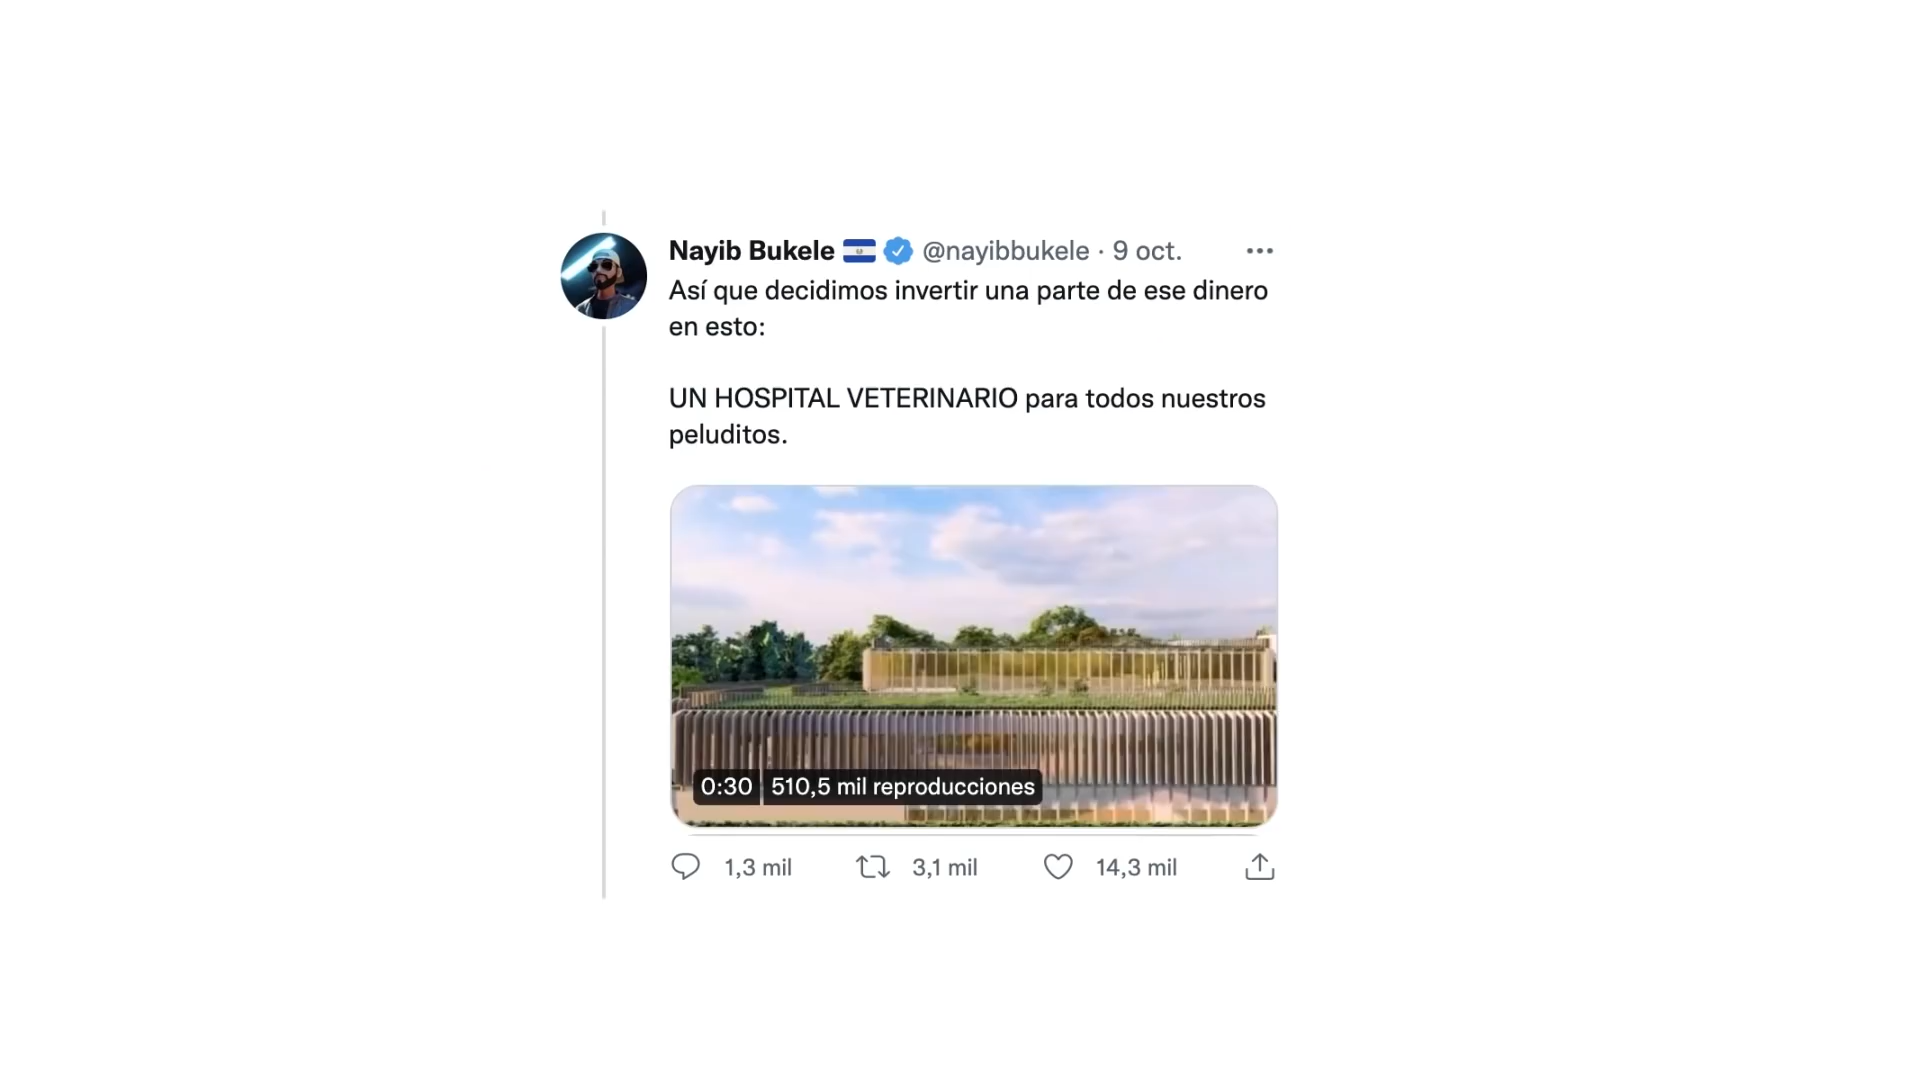 Nayib Bukele @nayibbukele · 9 oct.
Así que decidimos invertir una parte de ese dinero
en esto:
UN HOSPITAL VETERINARIO para todos nuestros
peluditos.
0:30 510,5 mil reproducciones
1,3 mil 3,1 mil 14,3 mil